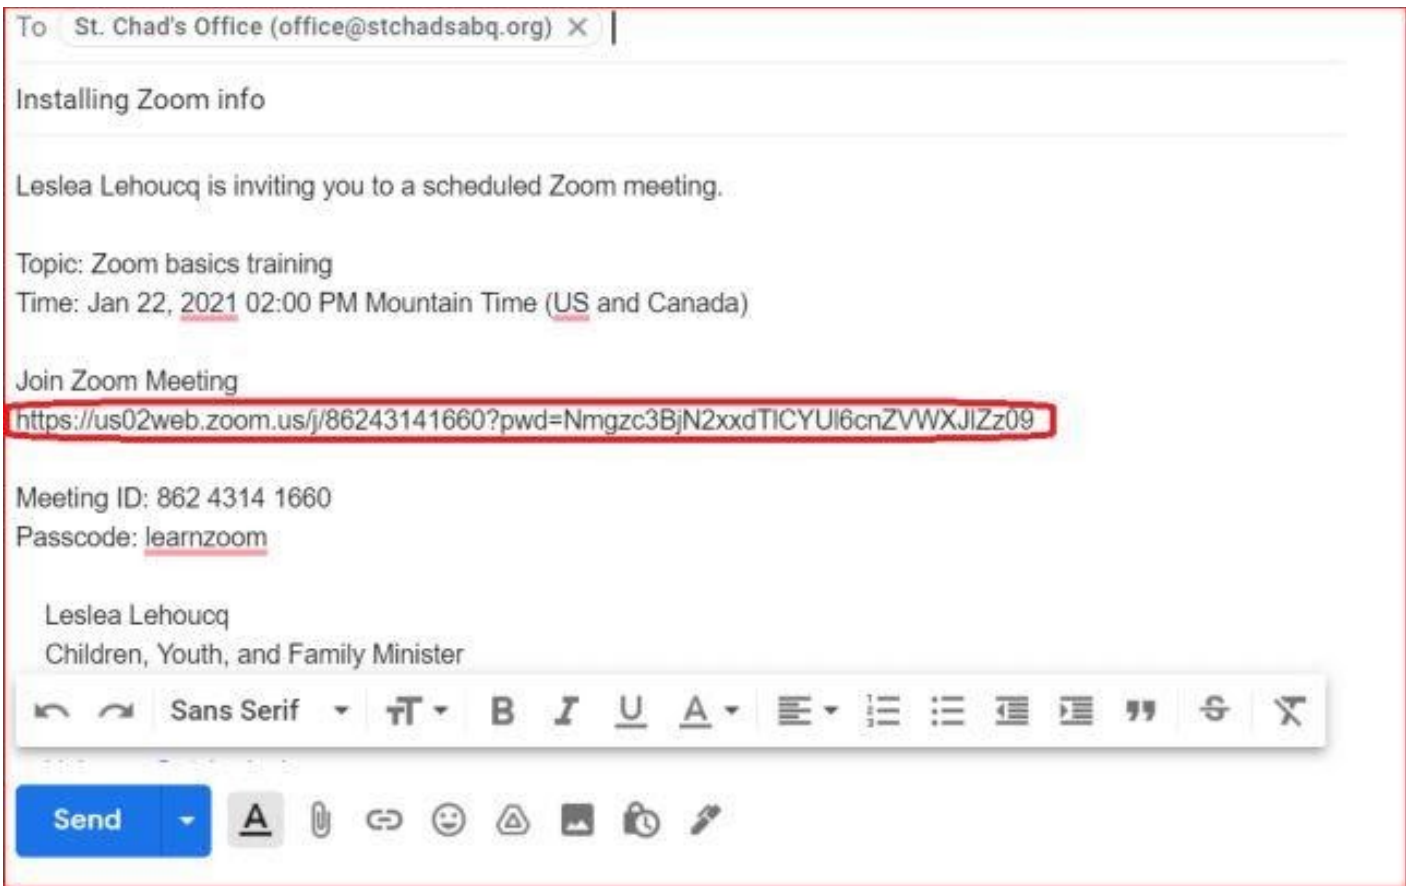 To St. Chad's Office (office@stchadsabq.org)
Installing Zoom info
Leslea Lehoucq is inviting you to a scheduled Zoom meeting.
Topic: Zoom basics training
Time: Jan 22, 2021 02:00 PM Mountain Time (US and Canada)
Join Zoom Meeting
https://us02web.zoom.us/j/86243141660?pwd=Nmgzc3BjN2xxdTlCYUl6cnZVWXJlZz09
Meeting ID: 862 4314 1660
Passcode: learnzoom
Leslea Lehoucq
Children, Youth, and Family Minister
Sans Serif
Send